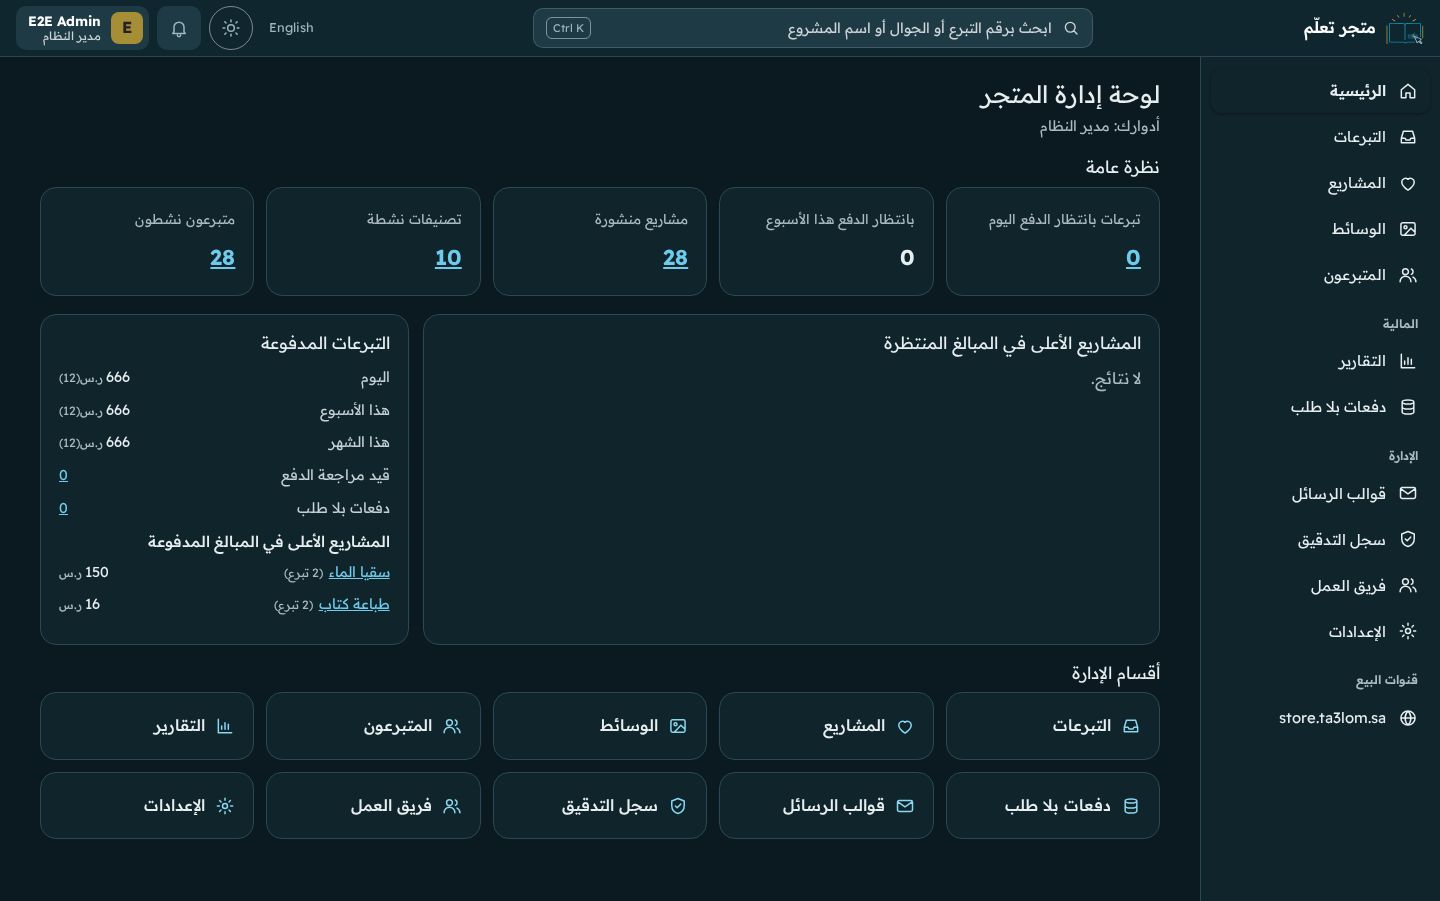 متجر تعلّم
ابحث برقم التبرع أو الجوال أو اسم المشروع
Ctrl K
English
E2E Admin
مدير النظام
E
الرئيسية
التبرعات
المشاريع
الوسائط
المتبرعون
المالية
التقارير
دفعات بلا طلب
الإدارة
قوالب الرسائل
سجل التدقيق
فريق العمل
الإعدادات
قنوات البيع
store.ta3lom.sa
لوحة إدارة المتجر
أدوارك: مدير النظام
نظرة عامة
تبرعات بانتظار الدفع اليوم
0
بانتظار الدفع هذا الأسبوع
0
مشاريع منشورة
28
تصنيفات نشطة
10
متبرعون نشطون
28
المشاريع الأعلى في المبالغ المنتظرة
لا نتائج.
التبرعات المدفوعة
اليوم 666 ر.س(12)
هذا الأسبوع 666 ر.س(12)
هذا الشهر 666 ر.س(12)
قيد مراجعة الدفع 0
دفعات بلا طلب 0
المشاريع الأعلى في المبالغ المدفوعة
سقيا الماء (2 تبرع) 150 ر.س
طباعة كتاب (2 تبرع) 16 ر.س
أقسام الإدارة
التبرعات
المشاريع
الوسائط
المتبرعون
التقارير
دفعات بلا طلب
قوالب الرسائل
سجل التدقيق
فريق العمل
الإعدادات